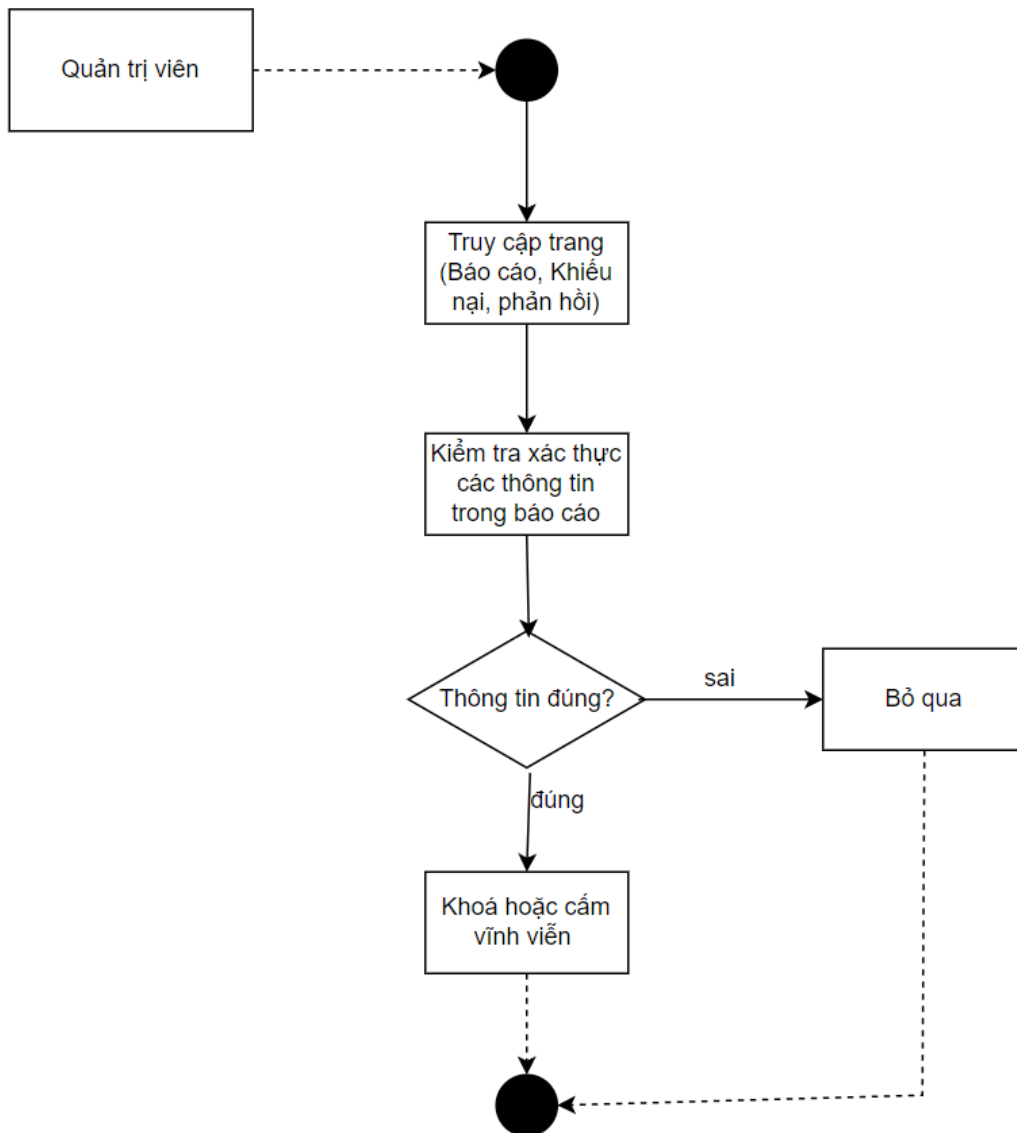 Quản trị viên
Truy cập trang
(Báo cáo, Khiếu
nại, phản hồi)
Kiểm tra xác thực
các thông tin
trong báo cáo
Thông tin đúng?
sai
Bỏ qua
đúng
Khoá hoặc cấm
vĩnh viễn